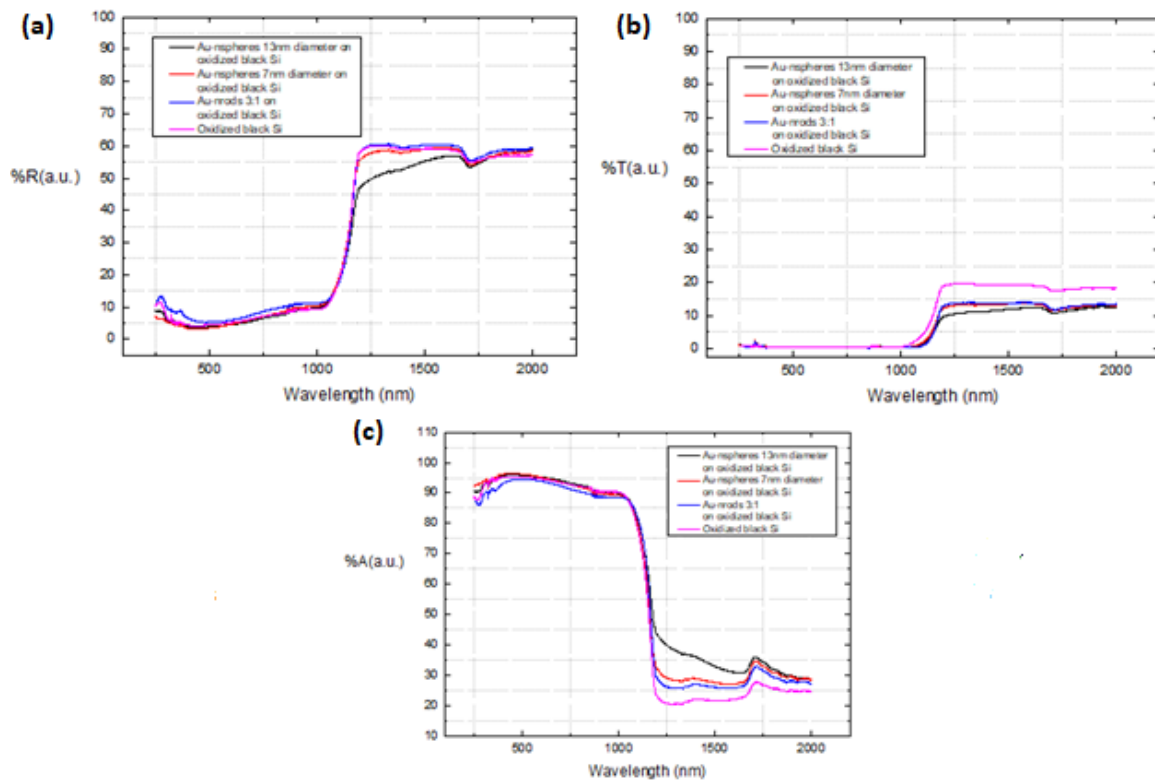 (a)
100
90
80
70
60
50
40
30
20
10
0
%R(a.u.)
Au-nspheres 13nm diameter on
oxidized black Si
Au-nspheres 7nm diameter on
oxidized black Si
Au-nrods 3:1 on
oxidized black Si
Oxidized black Si
500 1000 1500 2000
Wavelength (nm)
(b)
100
90
80
70
60
50
40
30
20
10
0
%T(a.u.)
Au-nspheres 13nm diameter
on oxidized black Si
Au-nspheres 7nm diameter
on oxidized black Si
Au-nrods 3:1
on oxidized black Si
Oxidized black Si
500 1000 1500 2000
Wavelength (nm)
(c)
110
100
90
80
70
60
50
40
30
20
10
%A(a.u.)
Au-nspheres 13nm diameter
on oxidized black Si
Au-nspheres 7nm diameter
on oxidized black Si
Au-nrods 3:1
on oxidized black Si
Oxidized black Si
500 1000 1500 2000
Wavelength (nm)